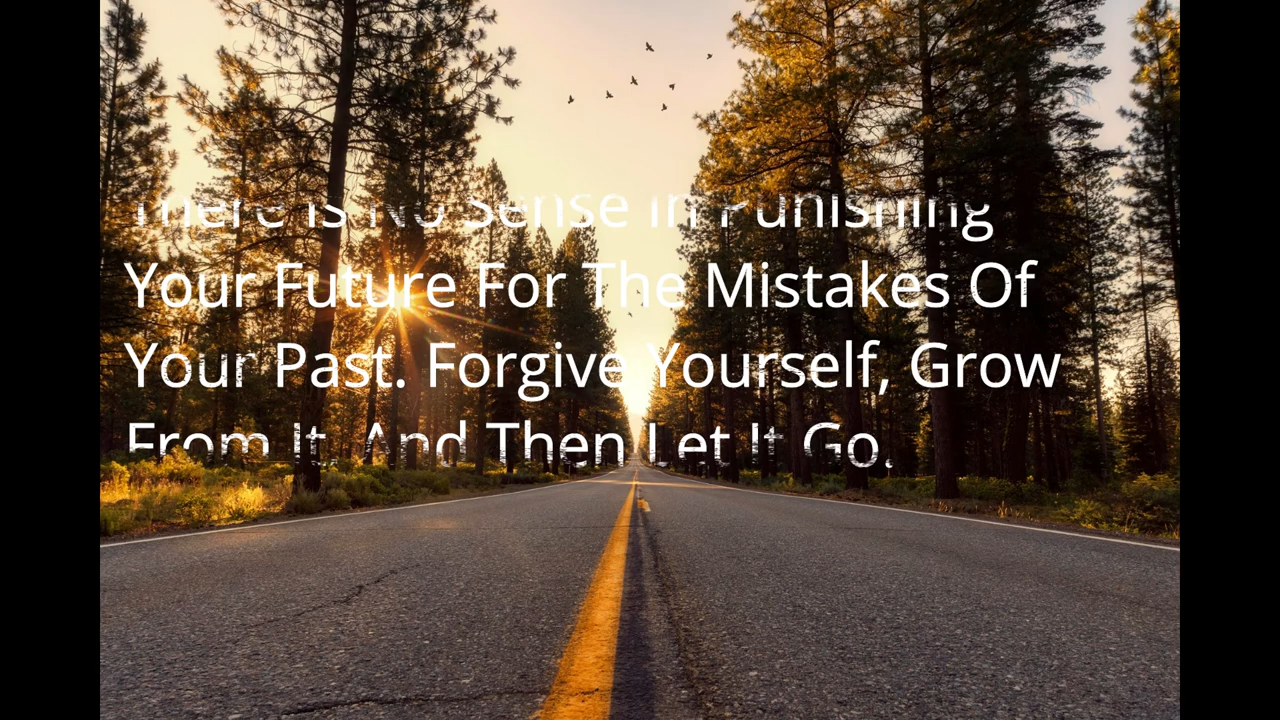 There Is No Sense In Punishing
Your Future For The Mistakes Of
Your Past. Forgive Yourself, Grow
From It, And Then Let It Go.